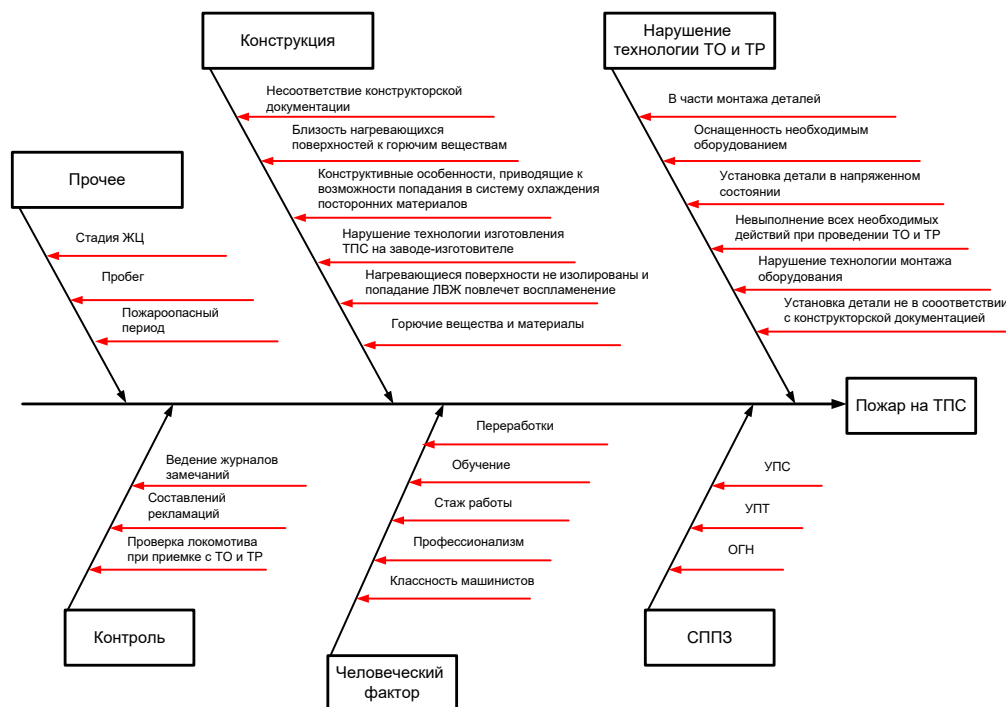 Конструкция
Нарушение
технологии ТО и ТР
Прочее
Несоответствие конструкторской
документации
Близость нагревающихся
поверхностей к горючим веществам
Конструктивные особенности, приводящие к
возможности попадания в систему охлаждения
посторонних материалов
Нарушение технологии изготовления
ТПС на заводе-изготовителе
Нагревающиеся поверхности не изолированы и
попадание ЛВЖ повлечет воспламенение
Горючие вещества и материалы
В части монтажа деталей
Оснащенность необходимым
оборудованием
Установка детали в напряженном
состоянии
Невыполнение всех необходимых
действий при проведении ТО и ТР
Нарушение технологии монтажа
оборудования
Установка детали не в сооответствии
с конструкторской документацией
Стадия ЖЦ
Пробег
Пожароопасный
период
Пожар на ТПС
Ведение журналов
замечаний
Составлений
рекламаций
Проверка локомотива
при приемке с ТО и ТР
Переработки
Обучение
Стаж работы
Профессионализм
Классность машинистов
УПС
УПТ
ОГН
Контроль
Человеческий
фактор
СППЗ